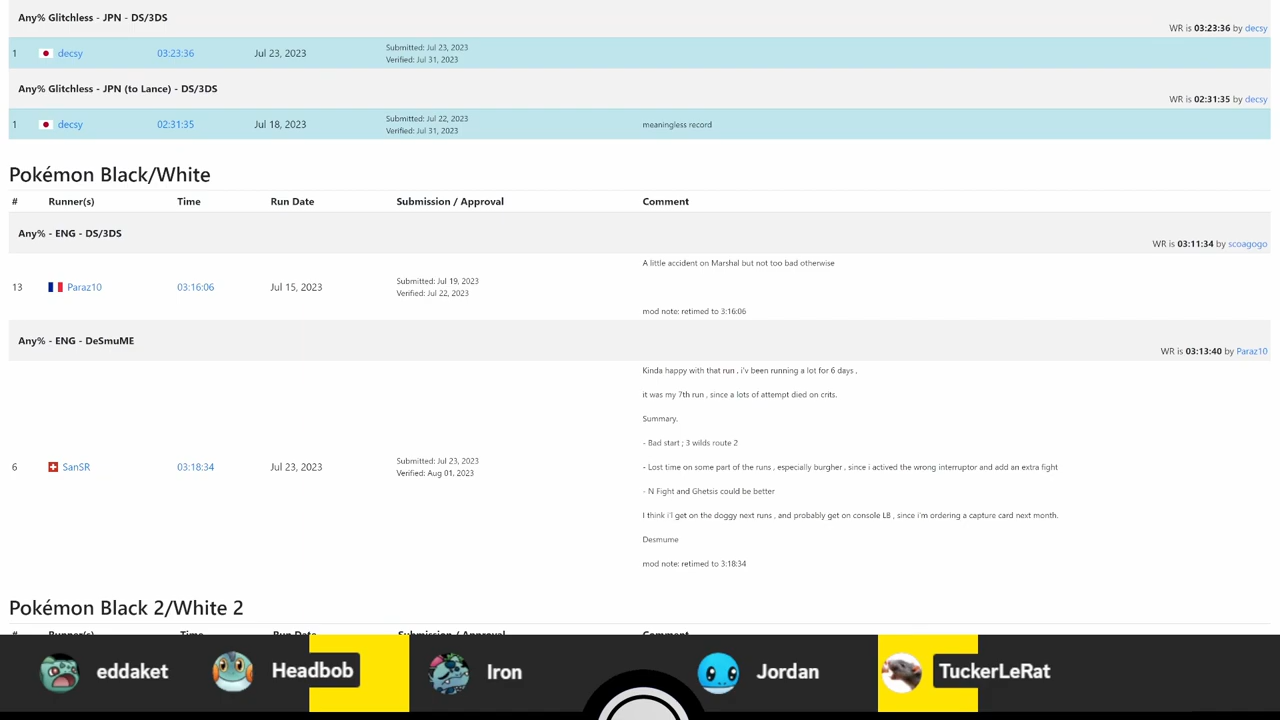 Any% Glitchless - JPN - DS/3DS
WR is 03:23:36 by decsy
1 decsy 03:23:36 Jul 23, 2023 Submitted: Jul 23, 2023
Verified: Jul 31, 2023
Any% Glitchless - JPN (to Lance) - DS/3DS
WR is 02:31:35 by decsy
1 decsy 02:31:35 Jul 18, 2023 Submitted: Jul 22, 2023
Verified: Jul 31, 2023 meaningless record
Pokémon Black/White
# Runner(s) Time Run Date Submission / Approval Comment
Any% - ENG - DS/3DS
WR is 03:11:34 by scoagogo
A little accident on Marshal but not too bad otherwise
13 Paraz10 03:16:06 Jul 15, 2023 Submitted: Jul 19, 2023
Verified: Jul 22, 2023
mod note: retimed to 3:16:06
Any% - ENG - DeSmuME
WR is 03:13:40 by Paraz10
Kinda happy with that run , i'v been running a lot for 6 days ,
it was my 7th run , since a lots of attempt died on crits.
Summary.
- Bad start ; 3 wilds route 2
6 SanSR 03:18:34 Jul 23, 2023 Submitted: Jul 23, 2023
Verified: Aug 01, 2023
- Lost time on some part of the runs , especially burgher , since i actived the wrong interruptor and add an extra fight
- N Fight and Ghetsis could be better
I think i'l get on the doggy next runs , and probably get on console LB , since i'm ordering a capture card next month.
Desmume
mod note: retimed to 3:18:34
Pokémon Black 2/White 2
# Runner(s) Time Run Date Submission / Approval Comment
eddaket Headbob Iron Jordan TuckerLeRat